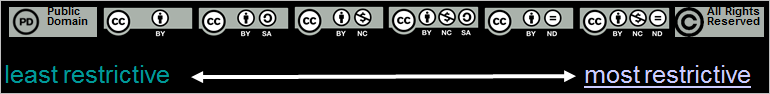 PD Public Domain
CC BY
CC BY SA
CC BY NC
CC BY NC SA
CC BY ND
CC BY NC ND
C All Rights Reserved
least restrictive
most restrictive